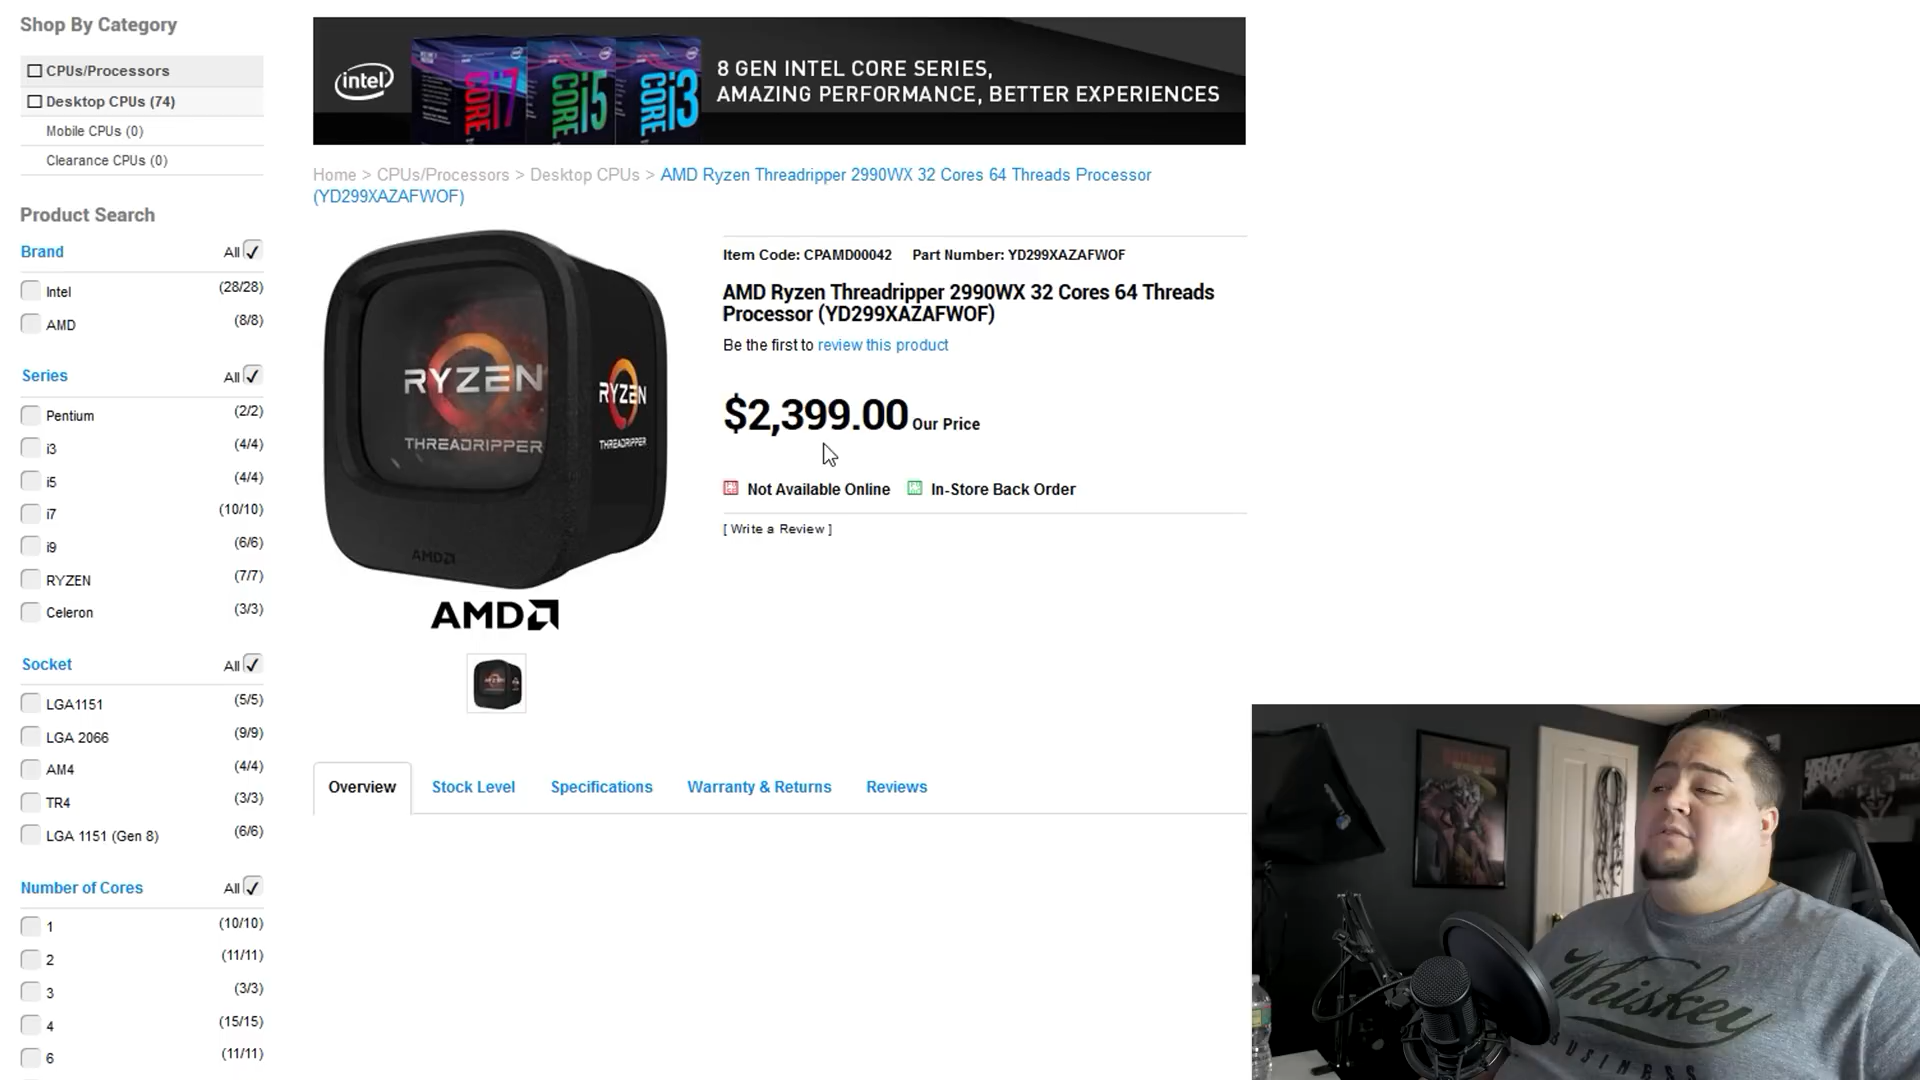 Shop By Category
CPUs/Processors
Desktop CPUs (74)
Mobile CPUs (0)
Clearance CPUs (0)
Product Search
Brand All
Intel (28/28)
AMD (8/8)
Series All
Pentium (2/2)
i3 (4/4)
i5 (4/4)
i7 (10/10)
i9 (6/6)
RYZEN (7/7)
Celeron (3/3)
Socket All
LGA1151 (5/5)
LGA 2066 (9/9)
AM4 (4/4)
TR4 (3/3)
LGA 1151 (Gen 8) (6/6)
Number of Cores All
1 (10/10)
2 (11/11)
3 (3/3)
4 (15/15)
6 (11/11)
intel
CORE i7
CORE i5
CORE i3
8 GEN INTEL CORE SERIES,
AMAZING PERFORMANCE, BETTER EXPERIENCES
Home > CPUs/Processors > Desktop CPUs > AMD Ryzen Threadripper 2990WX 32 Cores 64 Threads Processor
(YD299XAZAFWOF)
RYZEN
THREADRIPPER
RYZEN
THREADRIPPER
AMD
AMD
Item Code: CPAMD00042 Part Number: YD299XAZAFWOF
AMD Ryzen Threadripper 2990WX 32 Cores 64 Threads
Processor (YD299XAZAFWOF)
Be the first to review this product
$2,399.00 Our Price
Not Available Online In-Store Back Order
[ Write a Review ]
Overview Stock Level Specifications Warranty & Returns Reviews
Whiskey
BUSINESS